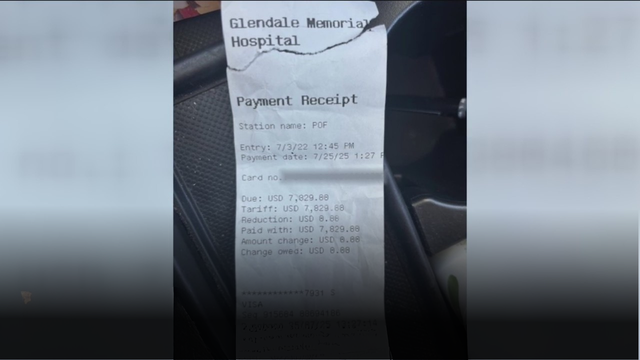 Glendale Memorial
Hospital
Payment Receipt
Station name: POF
Entry: 7/3/22 12:45 PM
Payment date: 7/25/25 1:27 P
Card no.
Due: USD 7,029.00
Tariff: USD 7,029.00
Reduction: USD 0.00
Paid with: USD 7,029.00
Amount change: USD 0.00
Change owed: USD 0.00